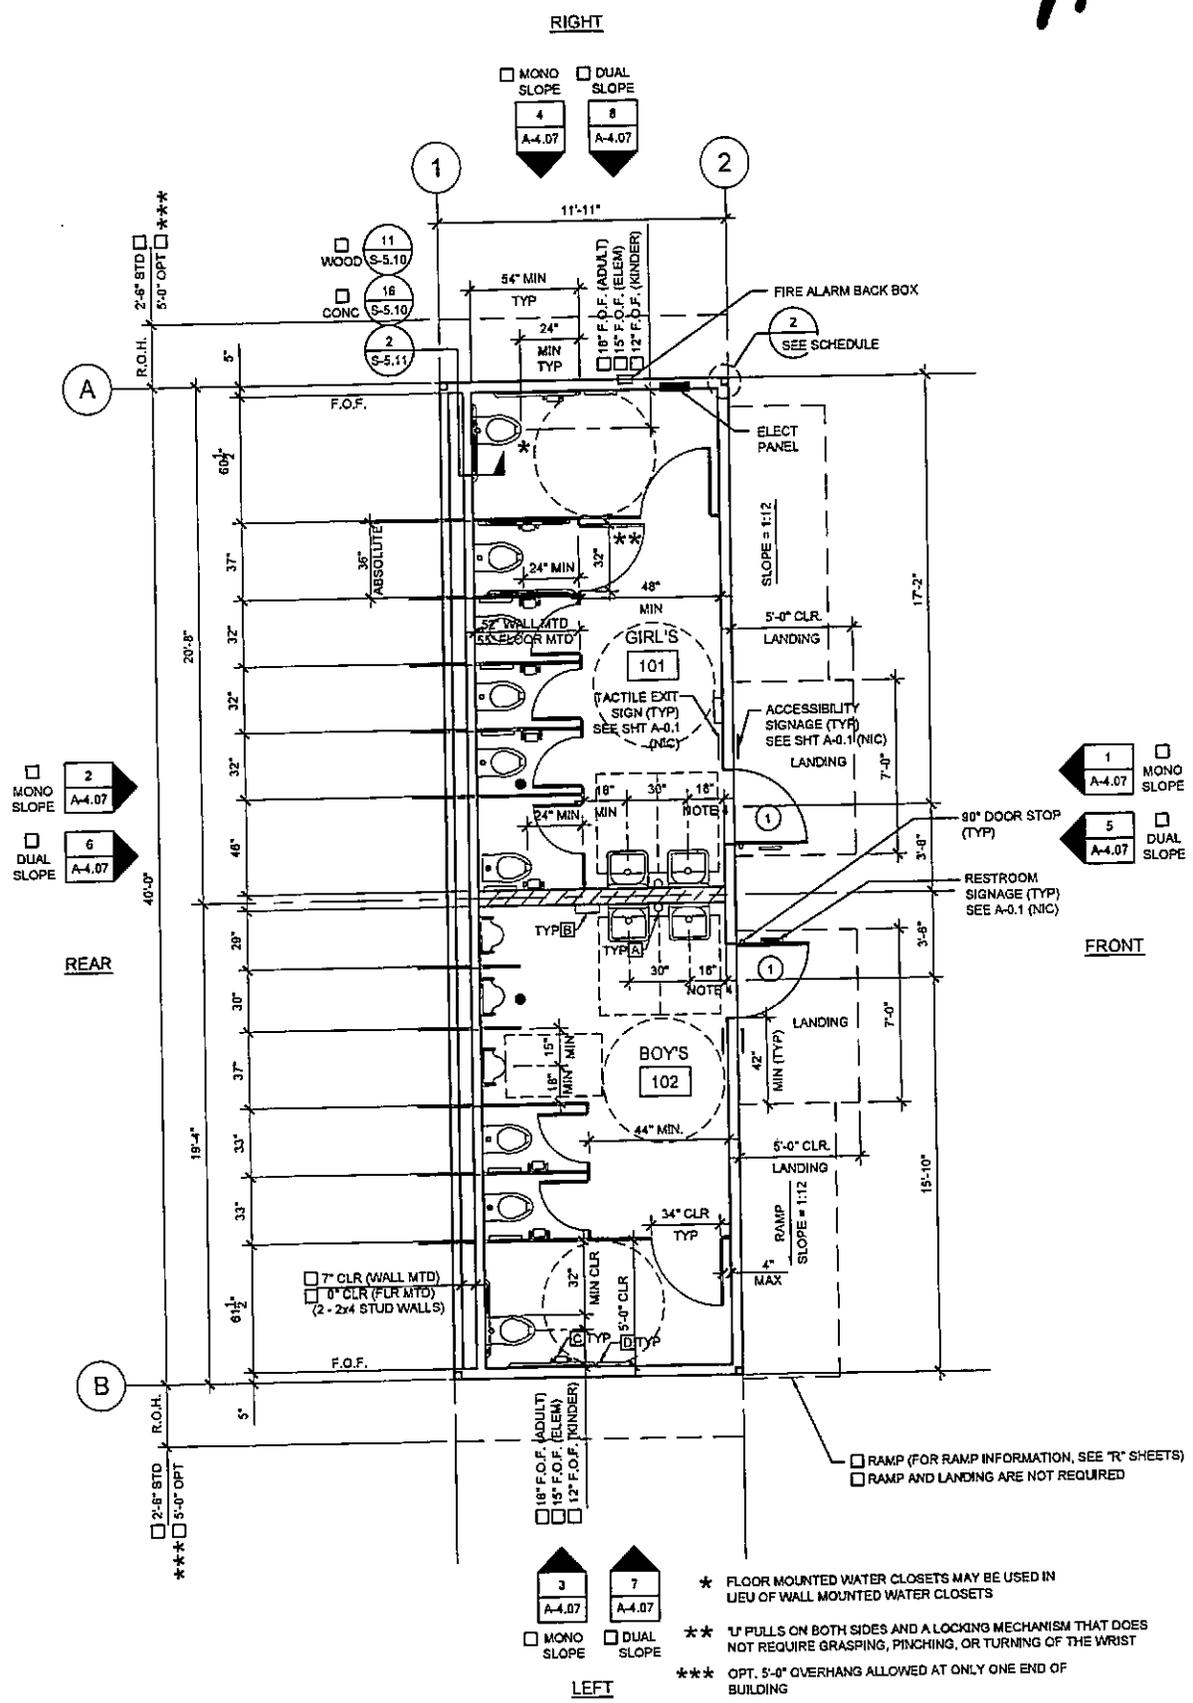 RIGHT
MONO SLOPE
DUAL SLOPE
4
A-4.07
8
A-4.07
1
2
11'-11"
2'-6" STD
5'-0" OPT ***
R.O.H.
WOOD
11
S-5.10
CONC
16
S-5.10
2
S-5.11
54" MIN
TYP
24"
MIN
TYP
18" F.O.F. (ADULT)
15" F.O.F. (ELEM)
12" F.O.F. (KINDER)
FIRE ALARM BACK BOX
2
SEE SCHEDULE
A
5"
F.O.F.
ELECT
PANEL
*
60 1/2"
37"
36"
ABSOLUTE
**
32"
24" MIN
48"
MIN
SLOPE = 1:12
17'-2"
5'-0" CLR.
LANDING
52" WALL MTD
55" FLOOR MTD
GIRL'S
101
20'-8"
32"
32"
32"
TACTILE EXIT
SIGN (TYP)
SEE SHT A-0.1
(NIC)
ACCESSIBILITY
SIGNAGE (TYP)
SEE SHT A-0.1 (NIC)
LANDING
7'-0"
MONO
SLOPE
2
A-4.07
DUAL
SLOPE
6
A-4.07
1
A-4.07
MONO
SLOPE
5
A-4.07
DUAL
SLOPE
18"
MIN
30"
18"
NOTE 4
24" MIN
46"
1
90° DOOR STOP
(TYP)
3'-8"
40'-0"
RESTROOM
SIGNAGE (TYP)
SEE A-0.1 (NIC)
TYP B
TYP A
29"
3'-6"
REAR
FRONT
30"
18"
NOTE 4
1
30"
LANDING
7'-0"
15"
MIN
18"
MIN
BOY'S
102
42"
MIN (TYP)
37"
44" MIN.
5'-0" CLR.
LANDING
19'-4"
33"
33"
15'-10"
34" CLR
TYP
RAMP
SLOPE = 1:12
4"
MAX
7" CLR (WALL MTD)
0" CLR (FLR MTD)
(2 - 2x4 STUD WALLS)
32"
MIN CLR
5'-0" CLR
61 1/2"
C TYP
D TYP
F.O.F.
B
5"
R.O.H.
2'-6" STD
*** 5'-0" OPT
18" F.O.F. (ADULT)
15" F.O.F. (ELEM)
12" F.O.F. (KINDER)
RAMP (FOR RAMP INFORMATION, SEE "R" SHEETS)
RAMP AND LANDING ARE NOT REQUIRED
3
A-4.07
7
A-4.07
MONO
SLOPE
DUAL
SLOPE
LEFT
* FLOOR MOUNTED WATER CLOSETS MAY BE USED IN
LIEU OF WALL MOUNTED WATER CLOSETS
** 'U' PULLS ON BOTH SIDES AND A LOCKING MECHANISM THAT DOES
NOT REQUIRE GRASPING, PINCHING, OR TURNING OF THE WRIST
*** OPT. 5'-0" OVERHANG ALLOWED AT ONLY ONE END OF
BUILDING